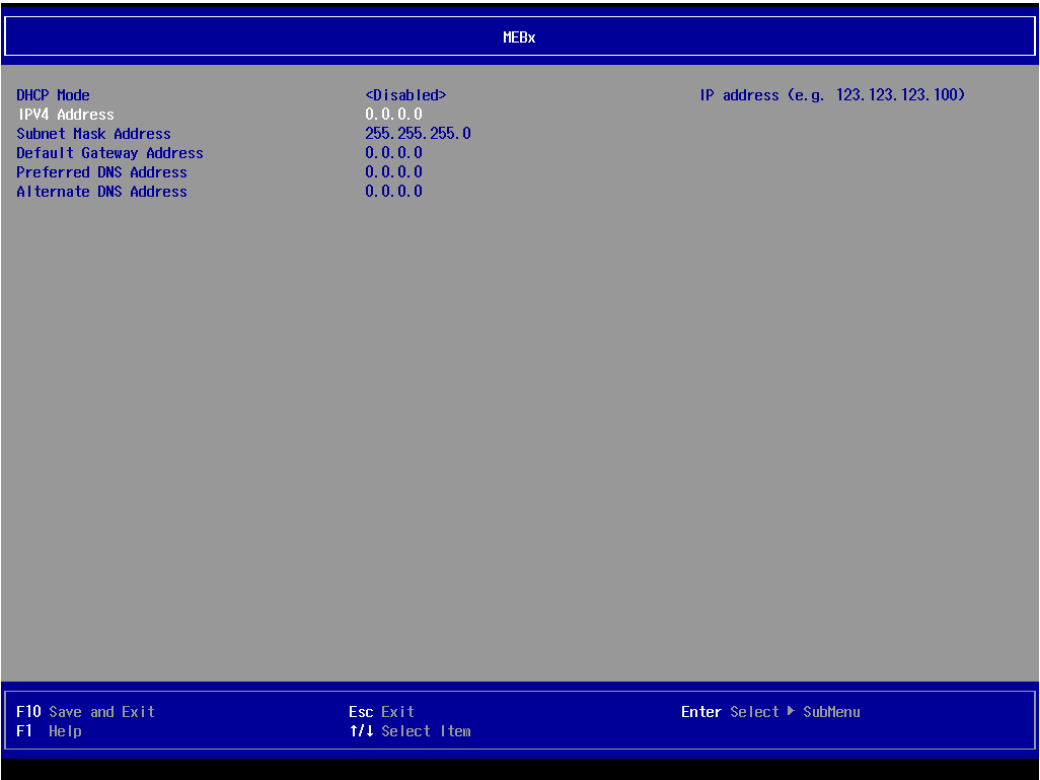 MEBx
DHCP Mode <Disabled> IP address (e.g. 123.123.123.100)
IPV4 Address 0.0.0.0
Subnet Mask Address 255.255.255.0
Default Gateway Address 0.0.0.0
Preferred DNS Address 0.0.0.0
Alternate DNS Address 0.0.0.0
F10 Save and Exit Esc Exit Enter Select ▶ SubMenu
F1 Help ↑/↓ Select Item